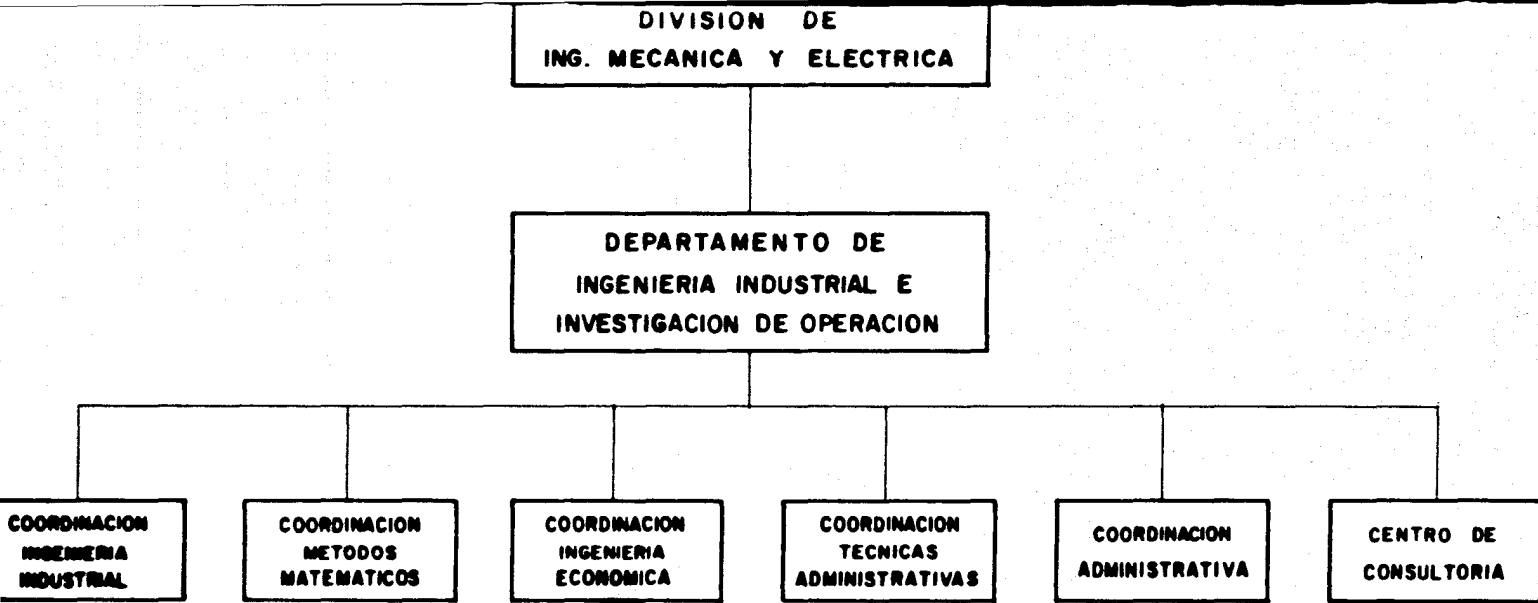 DIVISION DE
ING. MECANICA Y ELECTRICA
DEPARTAMENTO DE
INGENIERIA INDUSTRIAL E
INVESTIGACION DE OPERACION
COORDINACION
INGENIERIA
INDUSTRIAL
COORDINACION
METODOS
MATEMATICOS
COORDINACION
INGENIERIA
ECONOMICA
COORDINACION
TECNICAS
ADMINISTRATIVAS
COORDINACION
ADMINISTRATIVA
CENTRO DE
CONSULTORIA